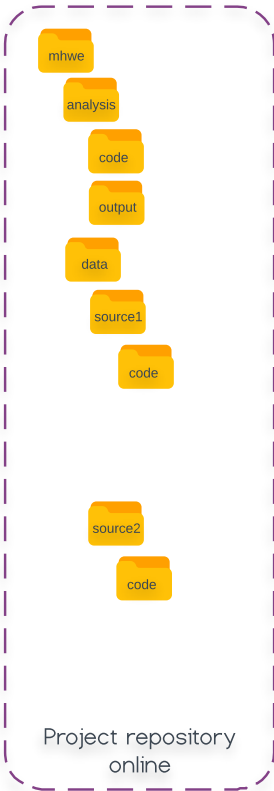 mhwe
analysis
code
output
data
source1
code
source2
code
Project repository
online